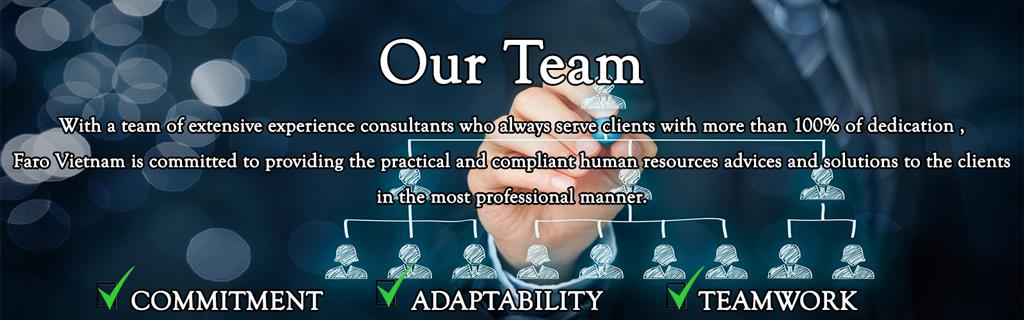 Our Team
With a team of extensive experience consultants who always serve clients with more than 100% of dedication ,
Faro Vietnam is committed to providing the practical and compliant human resources advices and solutions to the clients
in the most professional manner.
COMMITMENT ADAPTABILITY TEAMWORK